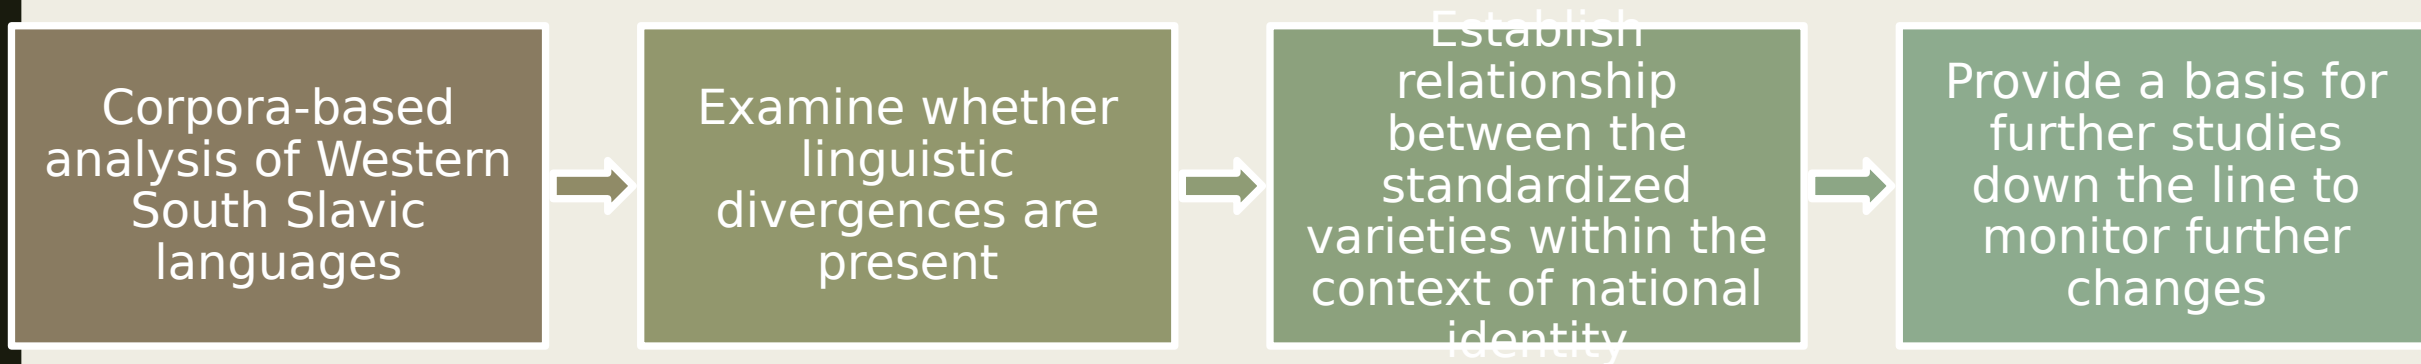 Corpora-based
analysis of Western
South Slavic
languages
Examine whether
linguistic
divergences are
present
Establish
relationship
between the
standardized
varieties within the
context of national
identity
Provide a basis for
further studies
down the line to
monitor further
changes